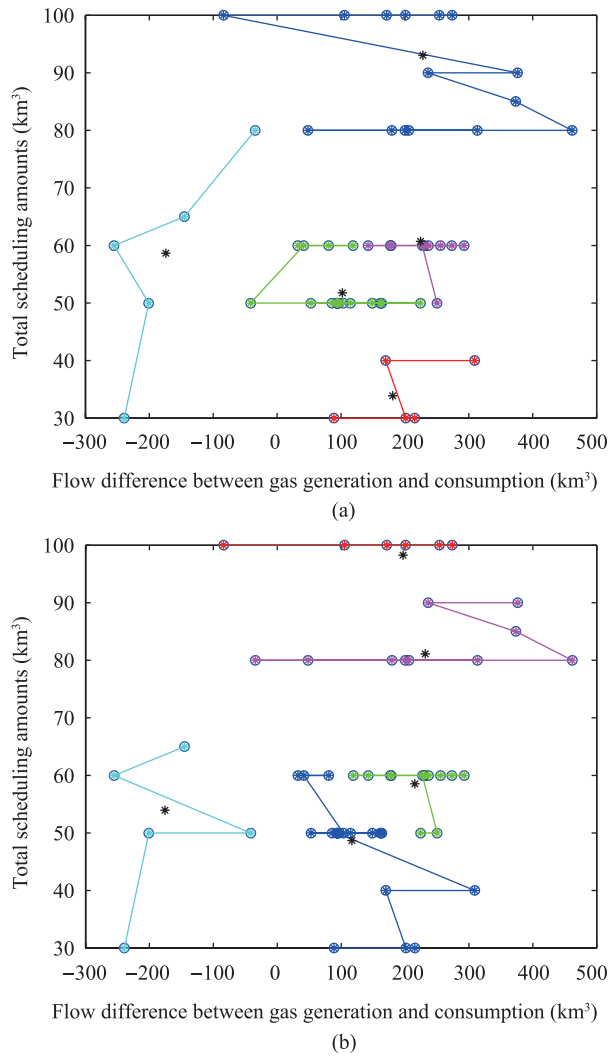 100
90
80
70
60
50
40
30
Total scheduling amounts (km³)
−300 −200 −100 0 100 200 300 400 500
Flow difference between gas generation and consumption (km³)
(a)
100
90
80
70
60
50
40
30
Total scheduling amounts (km³)
−300 −200 −100 0 100 200 300 400 500
Flow difference between gas generation and consumption (km³)
(b)